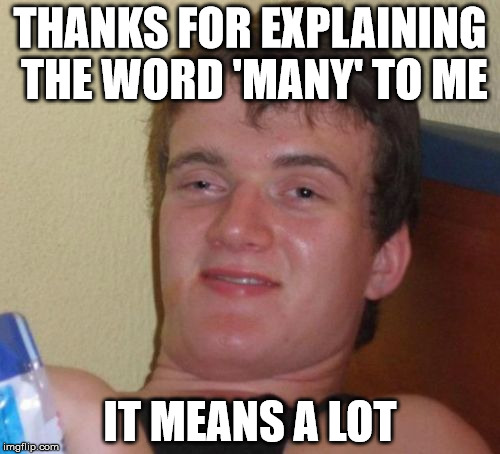 THANKS FOR EXPLAINING
THE WORD 'MANY' TO ME
IT MEANS A LOT
imgflip.com